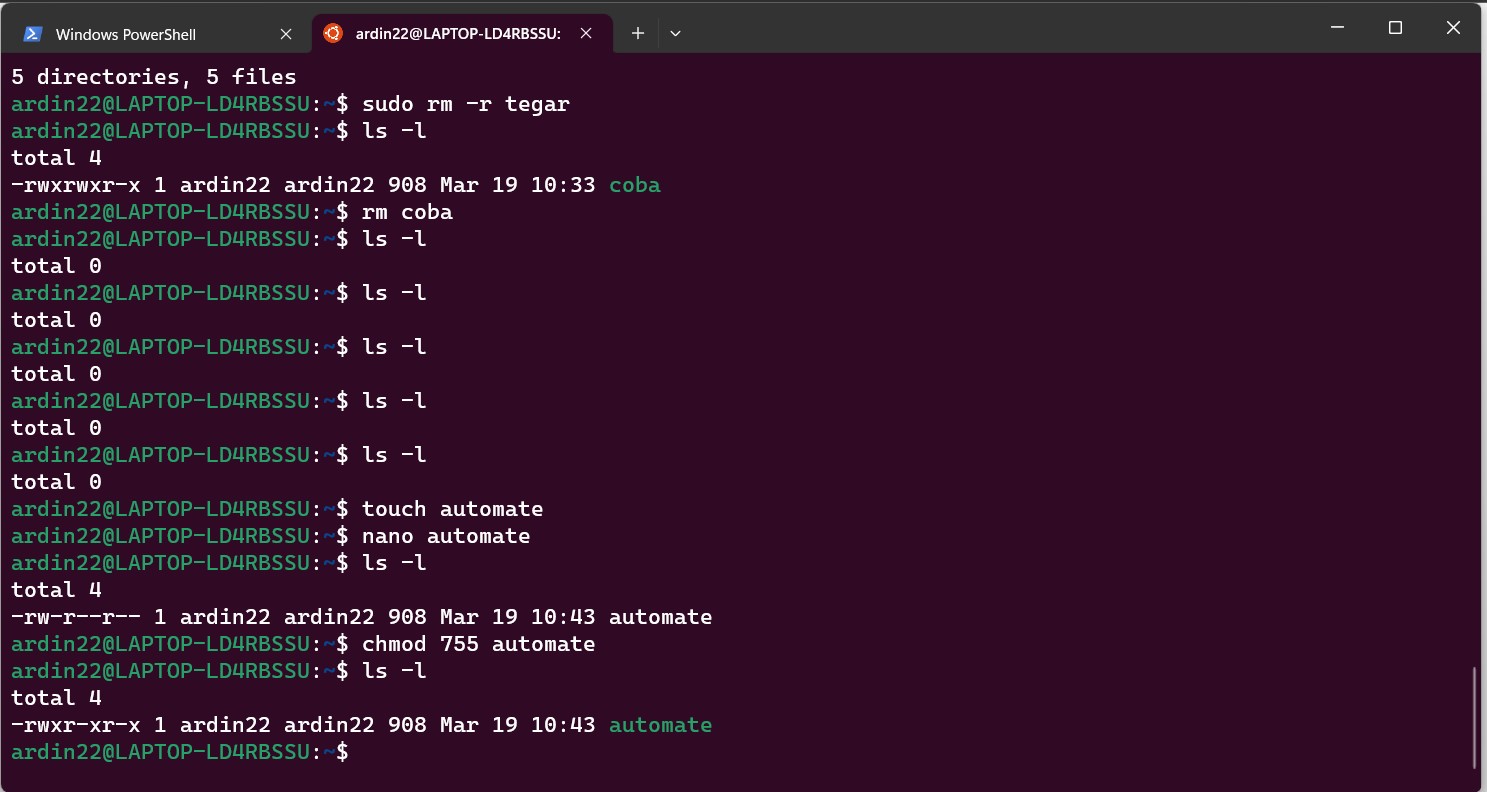 Windows PowerShell
ardin22@LAPTOP-LD4RBSSU:
5 directories, 5 files
ardin22@LAPTOP-LD4RBSSU:~$ sudo rm -r tegar
ardin22@LAPTOP-LD4RBSSU:~$ ls -l
total 4
-rwxrwxr-x 1 ardin22 ardin22 908 Mar 19 10:33 coba
ardin22@LAPTOP-LD4RBSSU:~$ rm coba
ardin22@LAPTOP-LD4RBSSU:~$ ls -l
total 0
ardin22@LAPTOP-LD4RBSSU:~$ ls -l
total 0
ardin22@LAPTOP-LD4RBSSU:~$ ls -l
total 0
ardin22@LAPTOP-LD4RBSSU:~$ ls -l
total 0
ardin22@LAPTOP-LD4RBSSU:~$ ls -l
total 0
ardin22@LAPTOP-LD4RBSSU:~$ touch automate
ardin22@LAPTOP-LD4RBSSU:~$ nano automate
ardin22@LAPTOP-LD4RBSSU:~$ ls -l
total 4
-rw-r--r-- 1 ardin22 ardin22 908 Mar 19 10:43 automate
ardin22@LAPTOP-LD4RBSSU:~$ chmod 755 automate
ardin22@LAPTOP-LD4RBSSU:~$ ls -l
total 4
-rwxr-xr-x 1 ardin22 ardin22 908 Mar 19 10:43 automate
ardin22@LAPTOP-LD4RBSSU:~$